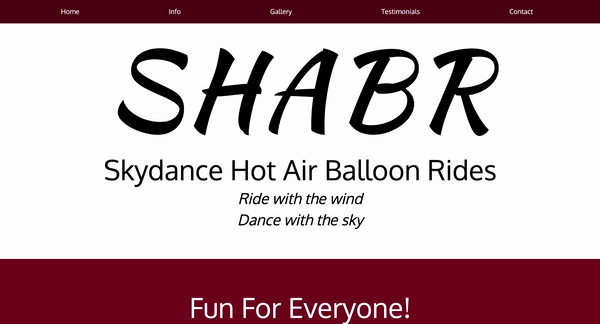 Home Info Gallery Testimonials Contact
SHABR
Skydance Hot Air Balloon Rides
Ride with the wind
Dance with the sky
Fun For Everyone!